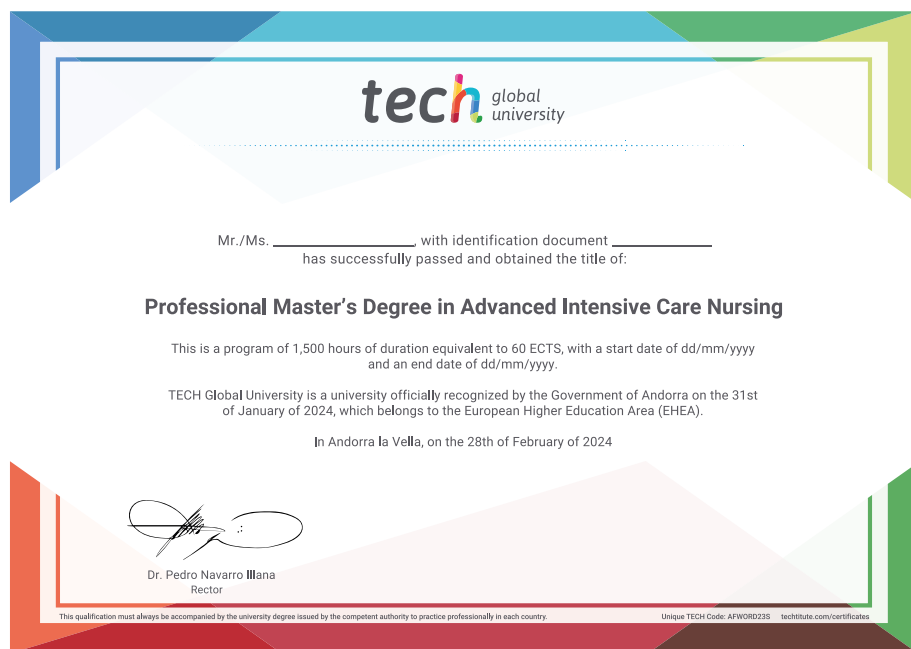 tech global
university
Mr./Ms. ____________, with identification document ____________
has successfully passed and obtained the title of:
Professional Master's Degree in Advanced Intensive Care Nursing
This is a program of 1,500 hours of duration equivalent to 60 ECTS, with a start date of dd/mm/yyyy
and an end date of dd/mm/yyyy.
TECH Global University is a university officially recognized by the Government of Andorra on the 31st
of January of 2024, which belongs to the European Higher Education Area (EHEA).
In Andorra la Vella, on the 28th of February of 2024
Dr. Pedro Navarro Illana
Rector
This qualification must always be accompanied by the university degree issued by the competent authority to practice professionally in each country.
Unique TECH Code: AFWORD23S techtitute.com/certificates